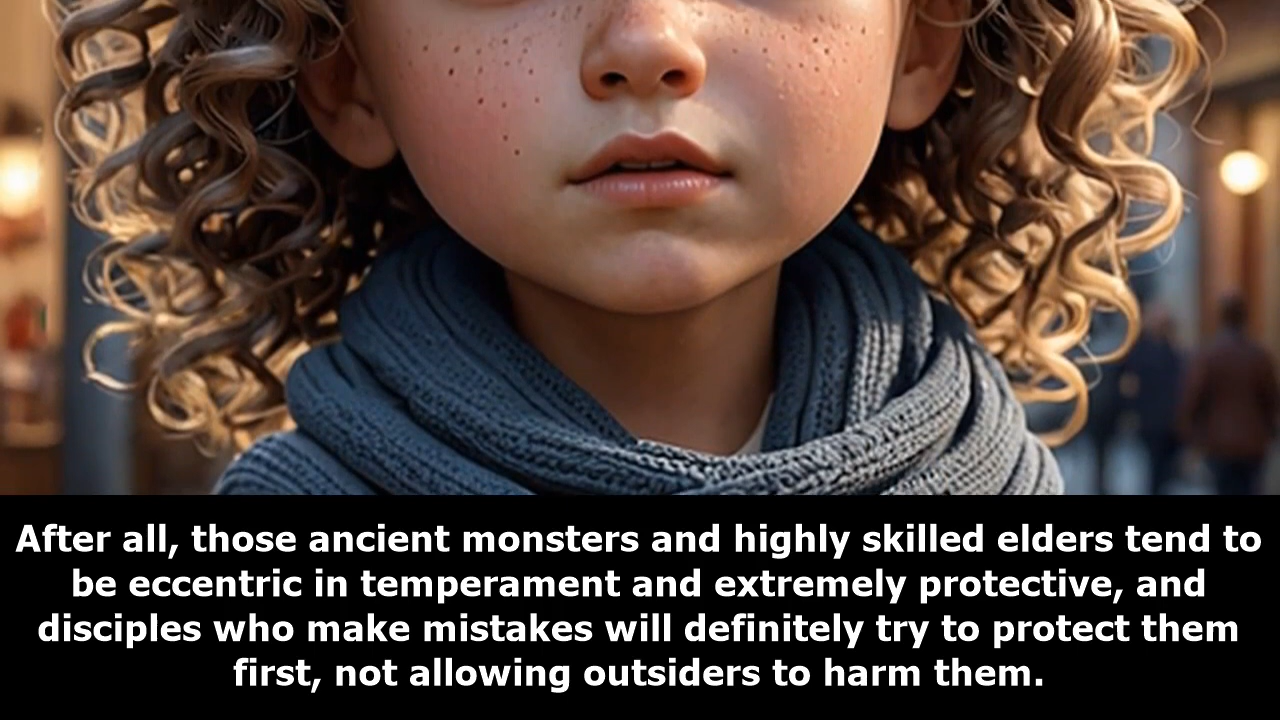 After all, those ancient monsters and highly skilled elders tend to
be eccentric in temperament and extremely protective, and
disciples who make mistakes will definitely try to protect them
first, not allowing outsiders to harm them.